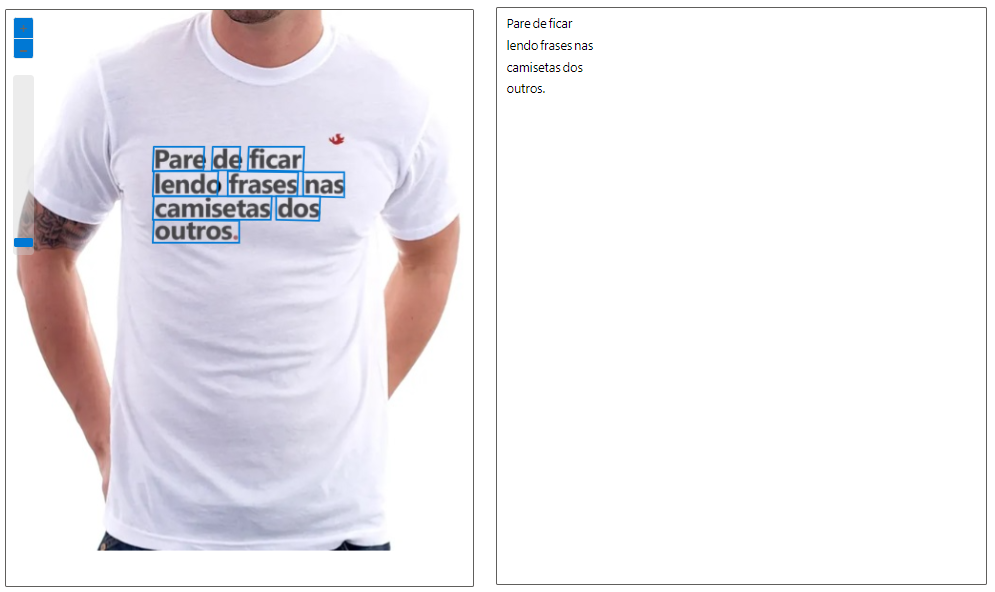 Pare de ficar
lendo frases nas
camisetas dos
outros.
Pare de ficar
lendo frases nas
camisetas dos
outros.